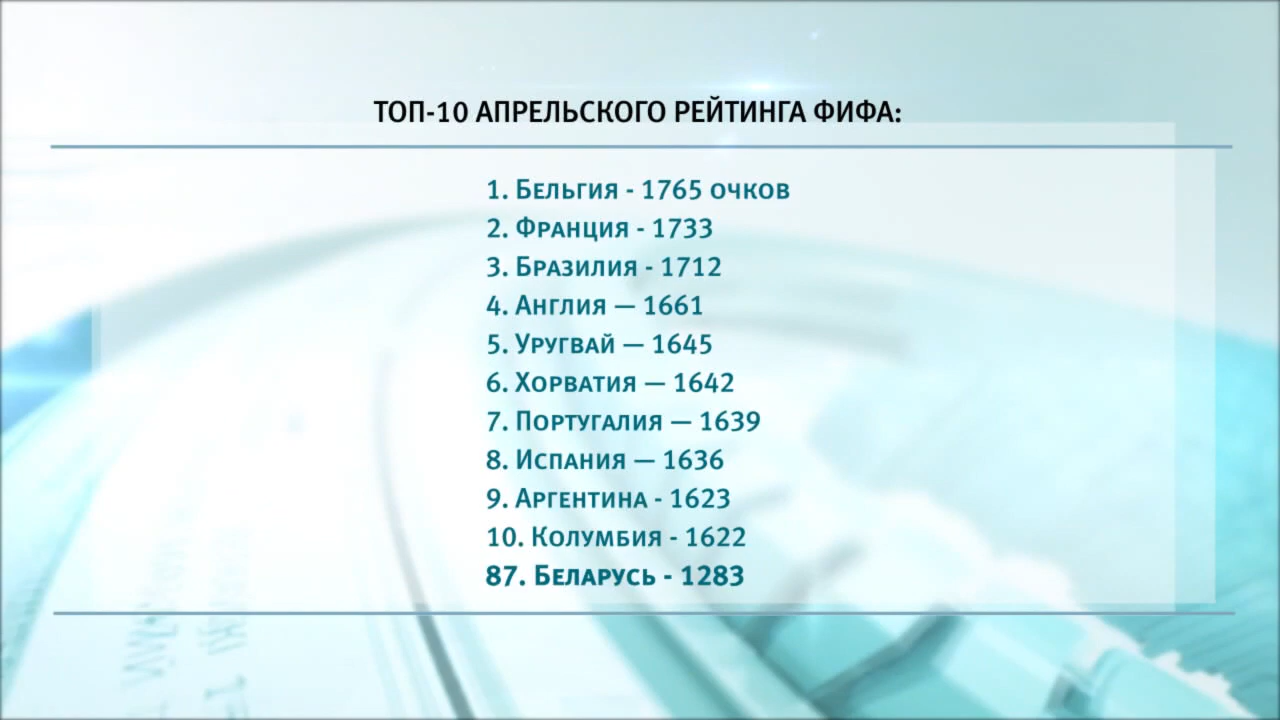 ТОП-10 АПРЕЛЬСКОГО РЕЙТИНГА ФИФА:
1. Бельгия - 1765 очков
2. Франция - 1733
3. Бразилия - 1712
4. Англия — 1661
5. Уругвай — 1645
6. Хорватия — 1642
7. Португалия — 1639
8. Испания — 1636
9. Аргентина - 1623
10. Колумбия - 1622
87. Беларусь - 1283